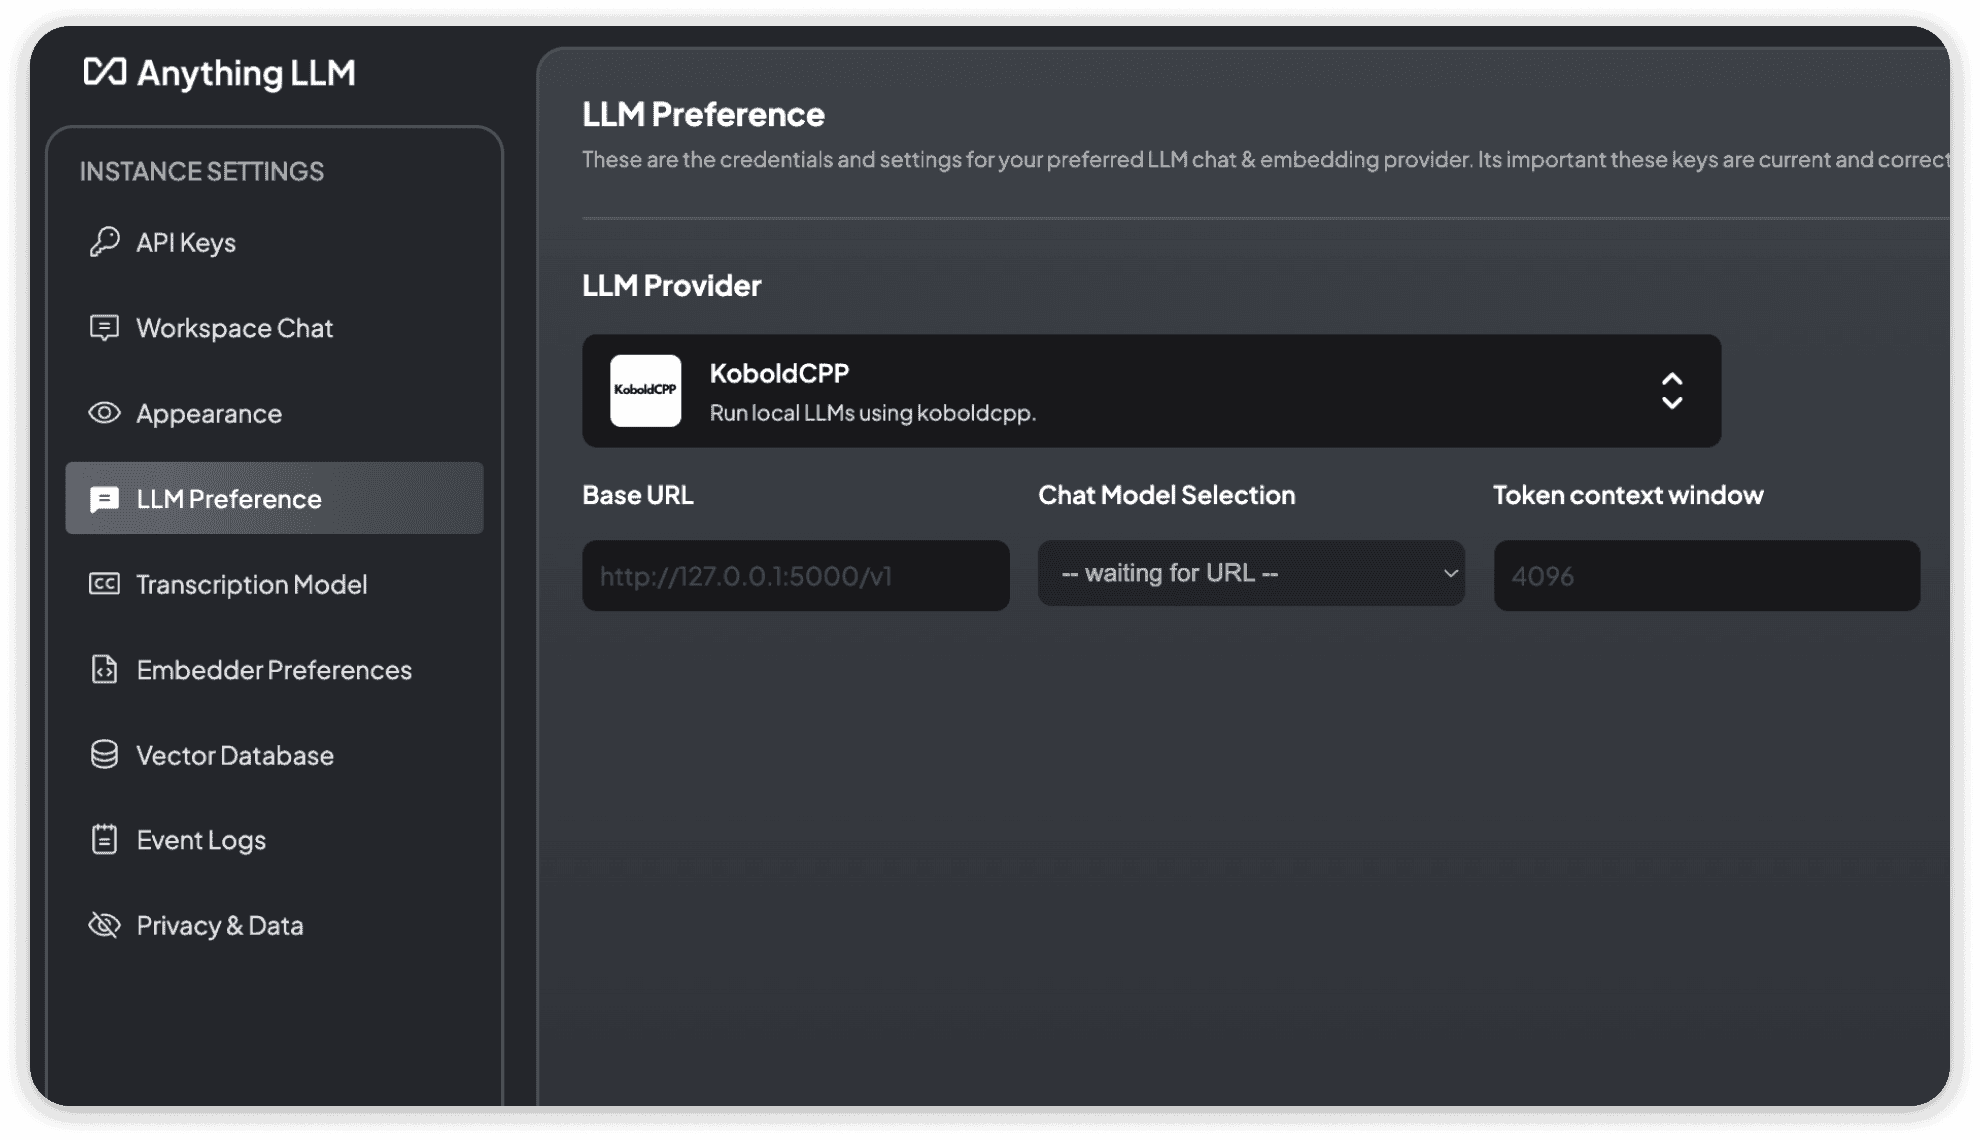 Anything LLM
INSTANCE SETTINGS
API Keys
Workspace Chat
Appearance
LLM Preference
Transcription Model
Embedder Preferences
Vector Database
Event Logs
Privacy & Data
LLM Preference
These are the credentials and settings for your preferred LLM chat & embedding provider. Its important these keys are current and correct
LLM Provider
KoboldCPP
KoboldCPP
Run local LLMs using koboldcpp.
Base URL
http://127.0.0.1:5000/v1
Chat Model Selection
-- waiting for URL --
Token context window
4096